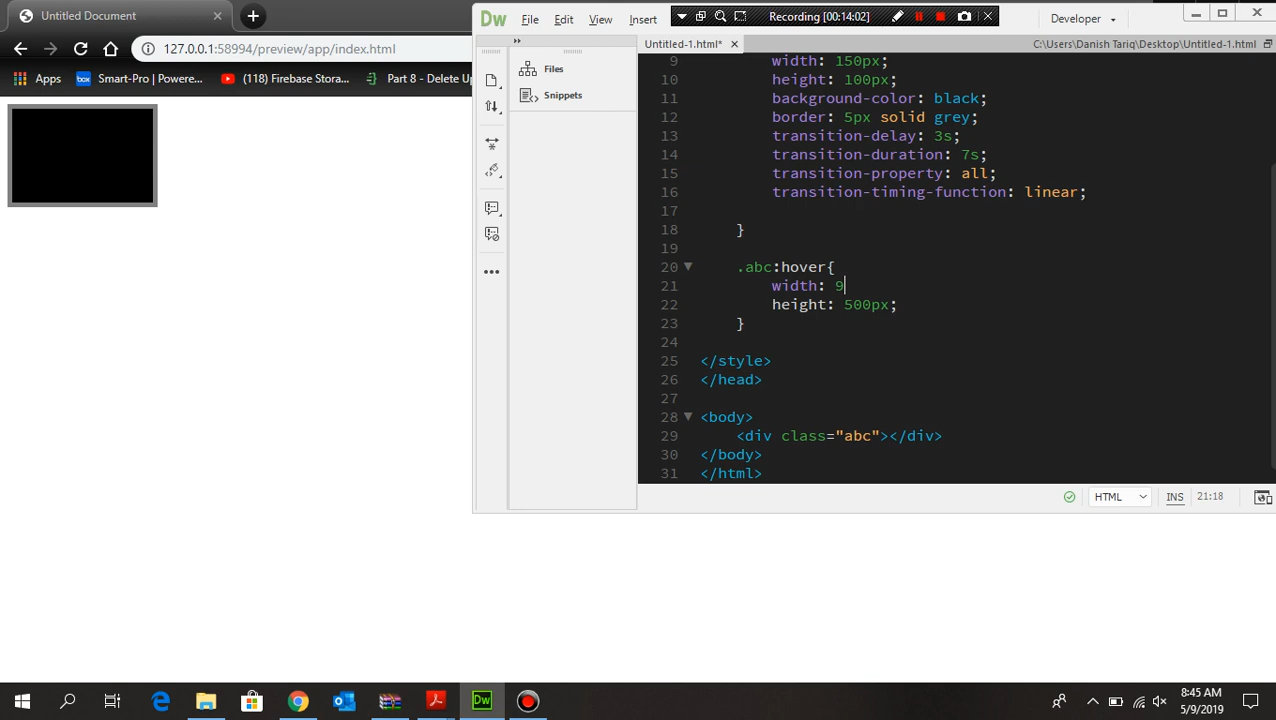 Untitled Document
127.0.0.1:58994/preview/app/index.html
Apps
Smart-Pro | Powere...
(118) Firebase Stora...
Part 8 - Delete Up
Dw
File
Edit
View
Insert
Recording [00:14:02]
Developer
Untitled-1.html*
C:\Users\Danish Tariq\Desktop\Untitled-1.html
Files
Snippets
9 width: 150px;
10 height: 100px;
11 background-color: black;
12 border: 5px solid grey;
13 transition-delay: 3s;
14 transition-duration: 7s;
15 transition-property: all;
16 transition-timing-function: linear;
17
18 }
19
20 .abc:hover{
21 width: 9
22 height: 500px;
23 }
24
25 </style>
26 </head>
27
28 <body>
29 <div class="abc"></div>
30 </body>
31 </html>
HTML
INS
21:18
Dw
8:45 AM
5/9/2019